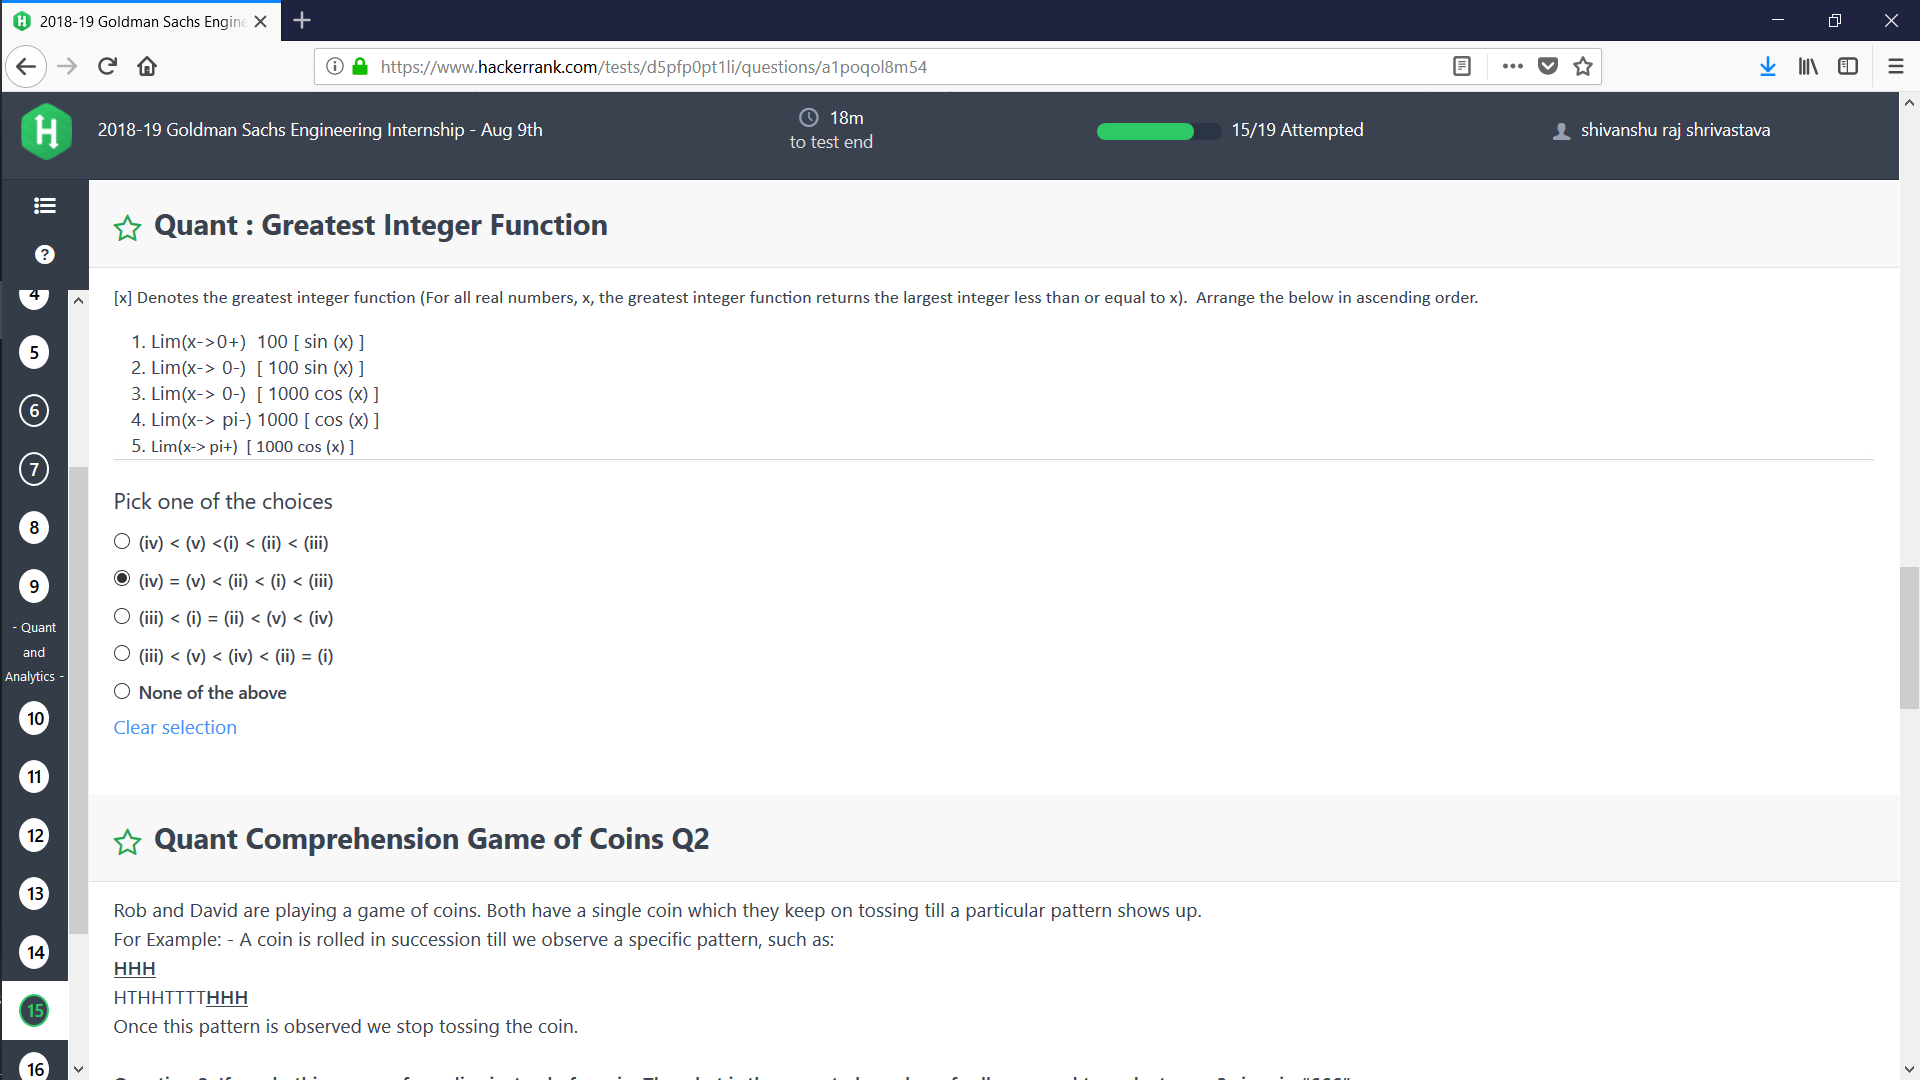 2018-19 Goldman Sachs Engine
https://www.hackerrank.com/tests/d5pfp0pt1li/questions/a1poqol8m54
2018-19 Goldman Sachs Engineering Internship - Aug 9th
18m
to test end
15/19 Attempted
shivanshu raj shrivastava
4
5
6
7
8
9
- Quant
and
Analytics -
10
11
12
13
14
15
16
Quant : Greatest Integer Function
[x] Denotes the greatest integer function (For all real numbers, x, the greatest integer function returns the largest integer less than or equal to x).  Arrange the below in ascending order.
1. Lim(x->0+)  100 [ sin (x) ]
2. Lim(x-> 0-)  [ 100 sin (x) ]
3. Lim(x-> 0-)  [ 1000 cos (x) ]
4. Lim(x-> pi-) 1000 [ cos (x) ]
5. Lim(x-> pi+)  [ 1000 cos (x) ]
Pick one of the choices
(iv) < (v) <(i) < (ii) < (iii)
(iv) = (v) < (ii) < (i) < (iii)
(iii) < (i) = (ii) < (v) < (iv)
(iii) < (v) < (iv) < (ii) = (i)
None of the above
Clear selection
Quant Comprehension Game of Coins Q2
Rob and David are playing a game of coins. Both have a single coin which they keep on tossing till a particular pattern shows up.
For Example: - A coin is rolled in succession till we observe a specific pattern, such as:
HHH
HTHHTTTTHHH
Once this pattern is observed we stop tossing the coin.